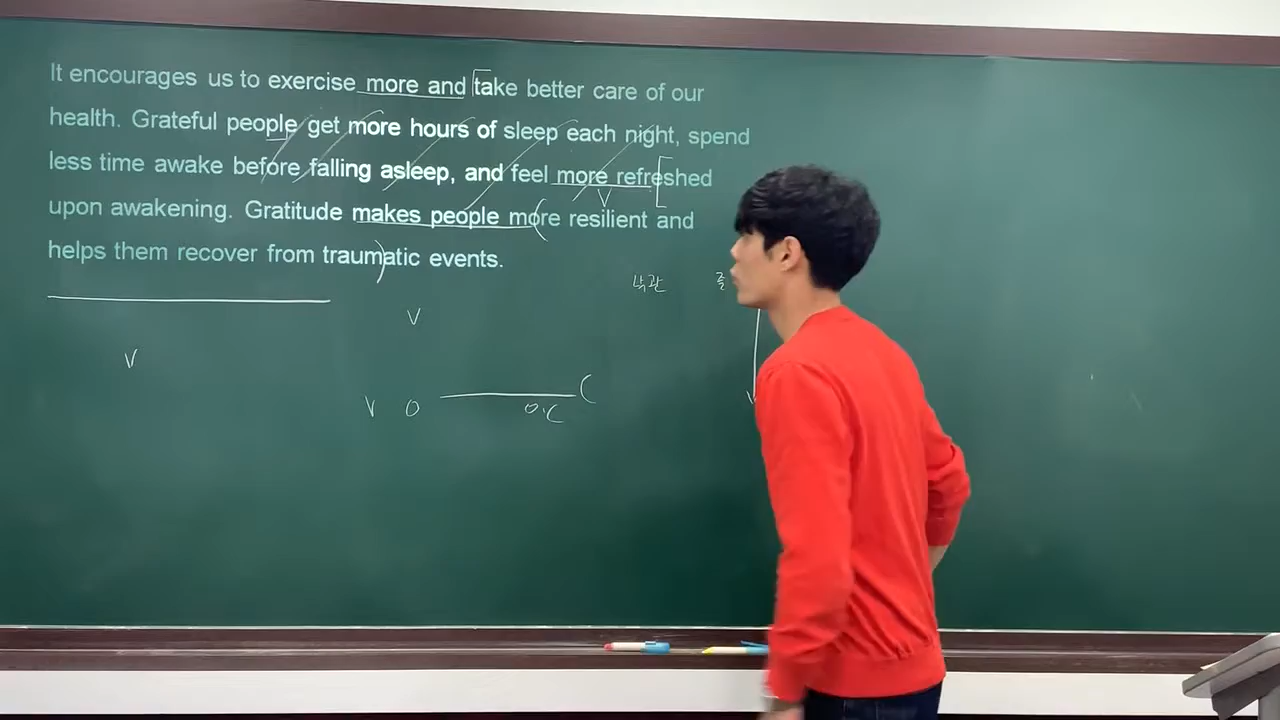 It encourages us to exercise more and take better care of our
health. Grateful people get more hours of sleep each night, spend
less time awake before falling asleep, and feel more refreshed
V
upon awakening. Gratitude makes people more resilient and
helps them recover from traumatic events.
낙관
V
V
V O
O.C